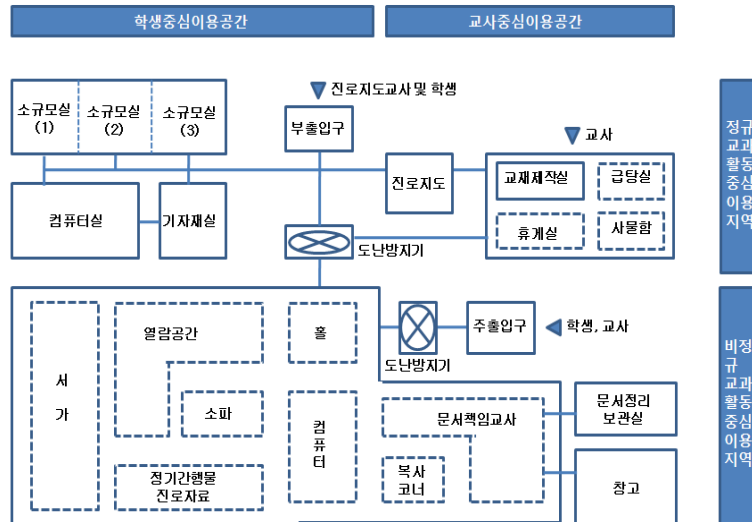 학생중심이용공간
교사중심이용공간
진로지도교사 및 학생
소규모실
(1)
소규모실
(2)
소규모실
(3)
부출입구
교사
컴퓨터실
기자재실
진로지도
교재제작실
급탕실
휴게실
사물함
도난방지기
정규
교과
활동
중심
이용
지역
서
가
열람공간
소파
정기간행물
진로자료
홀
컴
퓨
터
도난방지기
주출입구
학생, 교사
문서책임교사
복사
코너
문서정리
보관실
창고
비정
규
교과
활동
중심
이용
지역